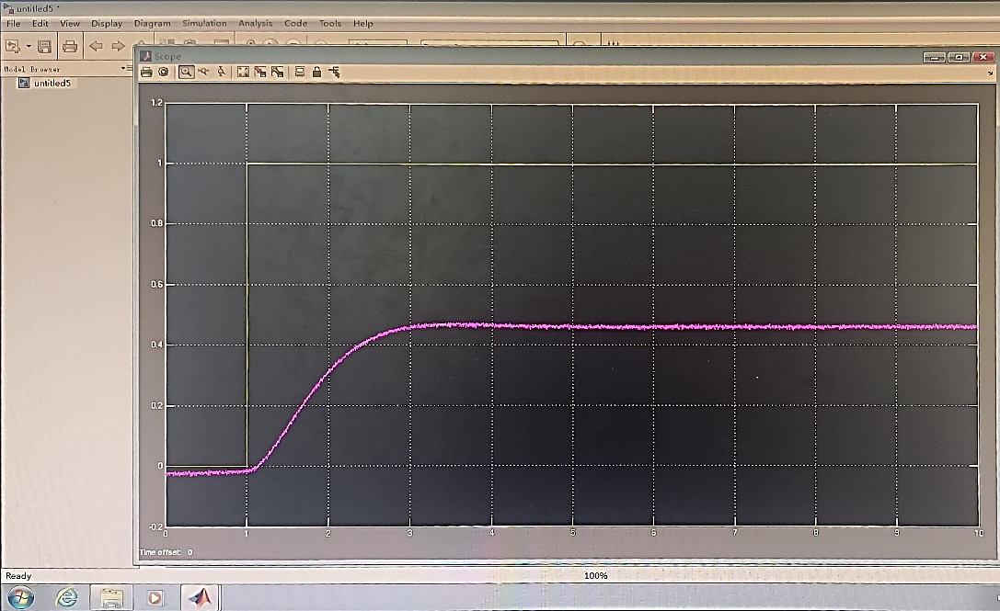 untitled5 *
File Edit View Display Diagram Simulation Analysis Code Tools Help
Scope
Model Browser
untitled5
1.2
1
0.8
0.6
0.4
0.2
0
-0.2
0 1 2 3 4 5 6 7 8 9 10
Time offset: 0
Ready 100%